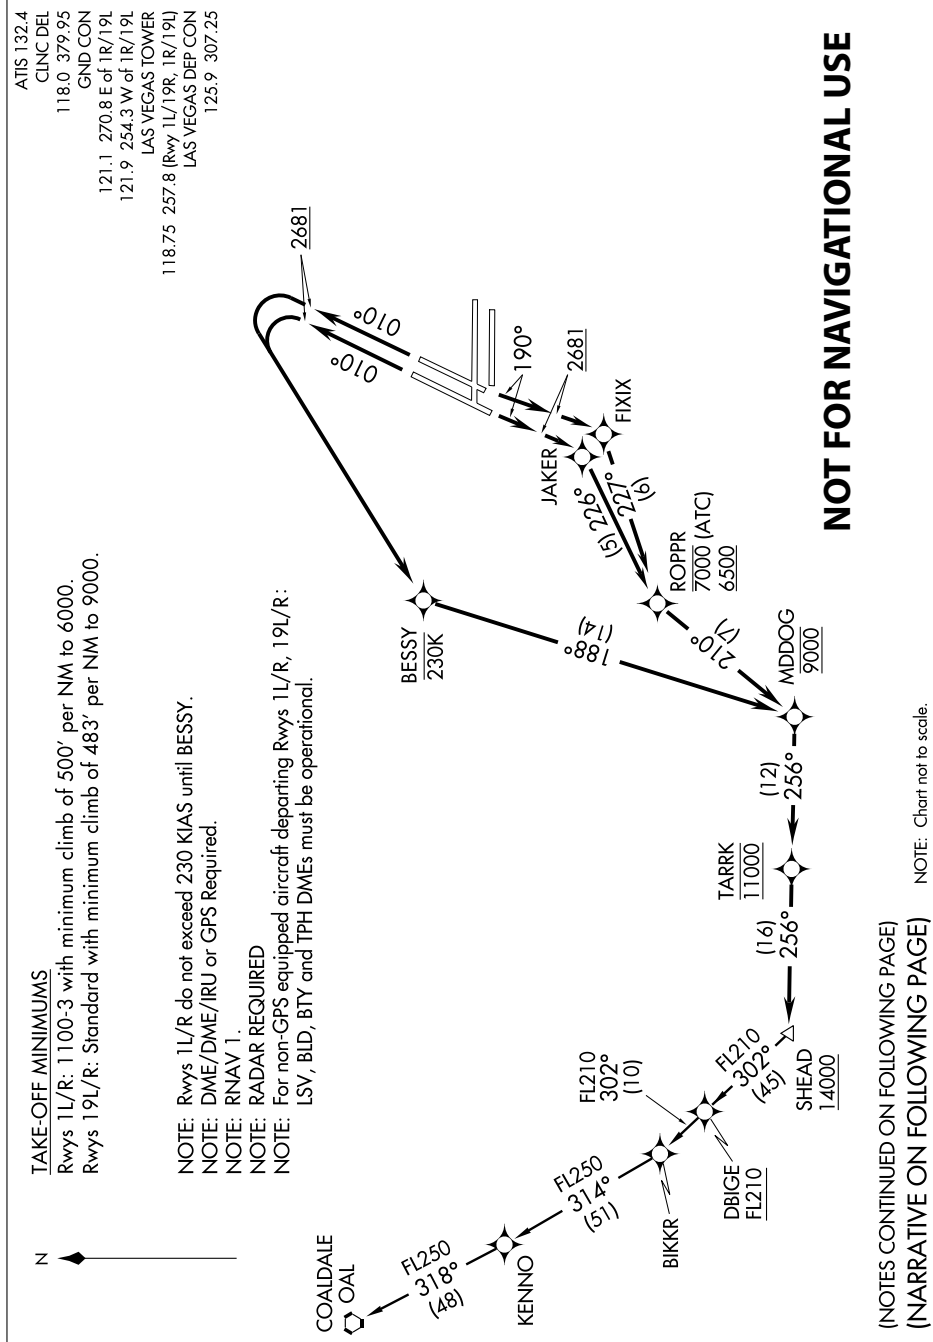 ATIS 132.4
CLNC DEL
118.0 379.95
GND CON
121.1 270.8 E of 1R/19L
121.9 254.3 W of 1R/19L
LAS VEGAS TOWER
118.75 257.8 (Rwy 1L/19R, 1R/19L)
LAS VEGAS DEP CON
125.9 307.25
TAKE-OFF MINIMUMS
Rwys 1L/R: 1100-3 with minimum climb of 500' per NM to 6000.
Rwys 19L/R: Standard with minimum climb of 483' per NM to 9000.
NOTE: Rwys 1L/R do not exceed 230 KIAS until BESSY.
NOTE: DME/DME/IRU or GPS Required.
NOTE: RNAV 1.
NOTE: RADAR REQUIRED
NOTE: For non-GPS equipped aircraft departing Rwys 1L/R, 19L/R:
LSV, BLD, BTY and TPH DMEs must be operational.
N
2681
010°
010°
190°
2681
FIXIX
JAKER
(5) 226°
227°
(6)
ROPPR
7000 (ATC)
6500
BESSY
230K
188°
(14)
210°
(7)
MDDOG
9000
(12)
256°
TARRK
11000
(16)
256°
SHEAD
14000
FL210
302°
(45)
DBIGE
FL210
FL210
302°
(10)
BIKKR
FL250
314°
(51)
KENNO
FL250
318°
(48)
COALDALE
OAL
NOT FOR NAVIGATIONAL USE
NOTE: Chart not to scale.
(NOTES CONTINUED ON FOLLOWING PAGE)
(NARRATIVE ON FOLLOWING PAGE)